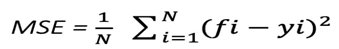 MSE = 1/N ∑_{i=1}^{N} (fi − yi)²